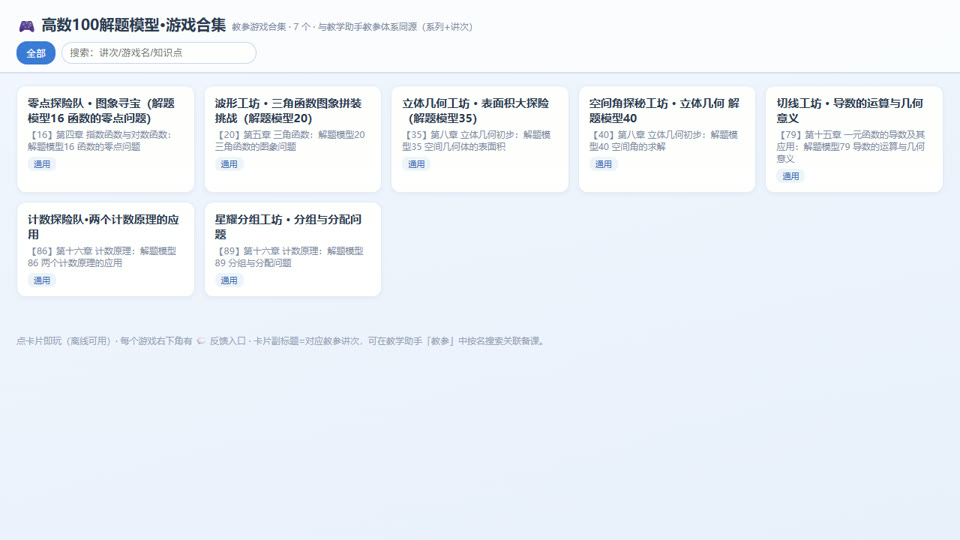 高数100解题模型·游戏合集 教参游戏合集 · 7 个 · 与教学助手教参体系同源（系列+讲次）
全部 搜索：讲次/游戏名/知识点
零点探险队 · 图象寻宝（解题
模型16 函数的零点问题）
【16】第四章 指数函数与对数函数：
解题模型16 函数的零点问题
通用
波形工坊 · 三角函数图象拼装
挑战（解题模型20）
【20】第五章 三角函数：解题模型20
三角函数的图象问题
通用
立体几何工坊 · 表面积大探险
（解题模型35）
【35】第八章 立体几何初步：解题模
型35 空间几何体的表面积
通用
空间角探秘工坊 · 立体几何 解
题模型40
【40】第八章 立体几何初步：解题模
型40 空间角的求解
通用
切线工坊 · 导数的运算与几何
意义
【79】第十五章 一元函数的导数及其
应用：解题模型79 导数的运算与几何
意义
通用
计数探险队·两个计数原理的应
用
【86】第十六章 计数原理：解题模型
86 两个计数原理的应用
通用
星耀分组工坊 · 分组与分配问
题
【89】第十六章 计数原理：解题模型
89 分组与分配问题
通用
点卡片即玩（离线可用）· 每个游戏右下角有 反馈入口 · 卡片副标题=对应教参讲次，可在教学助手「教参」中按名搜索关联备课。